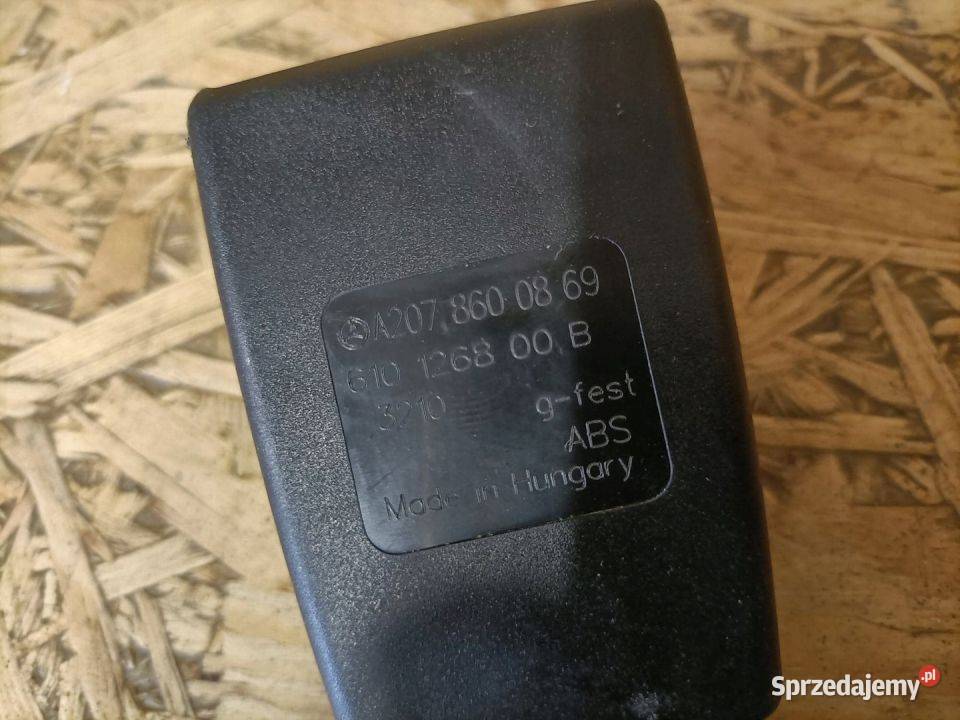 A207 860 08 69
610 1268 00 B
3210 g-fest
ABS
Made in Hungary
Sprzedajemy.pl